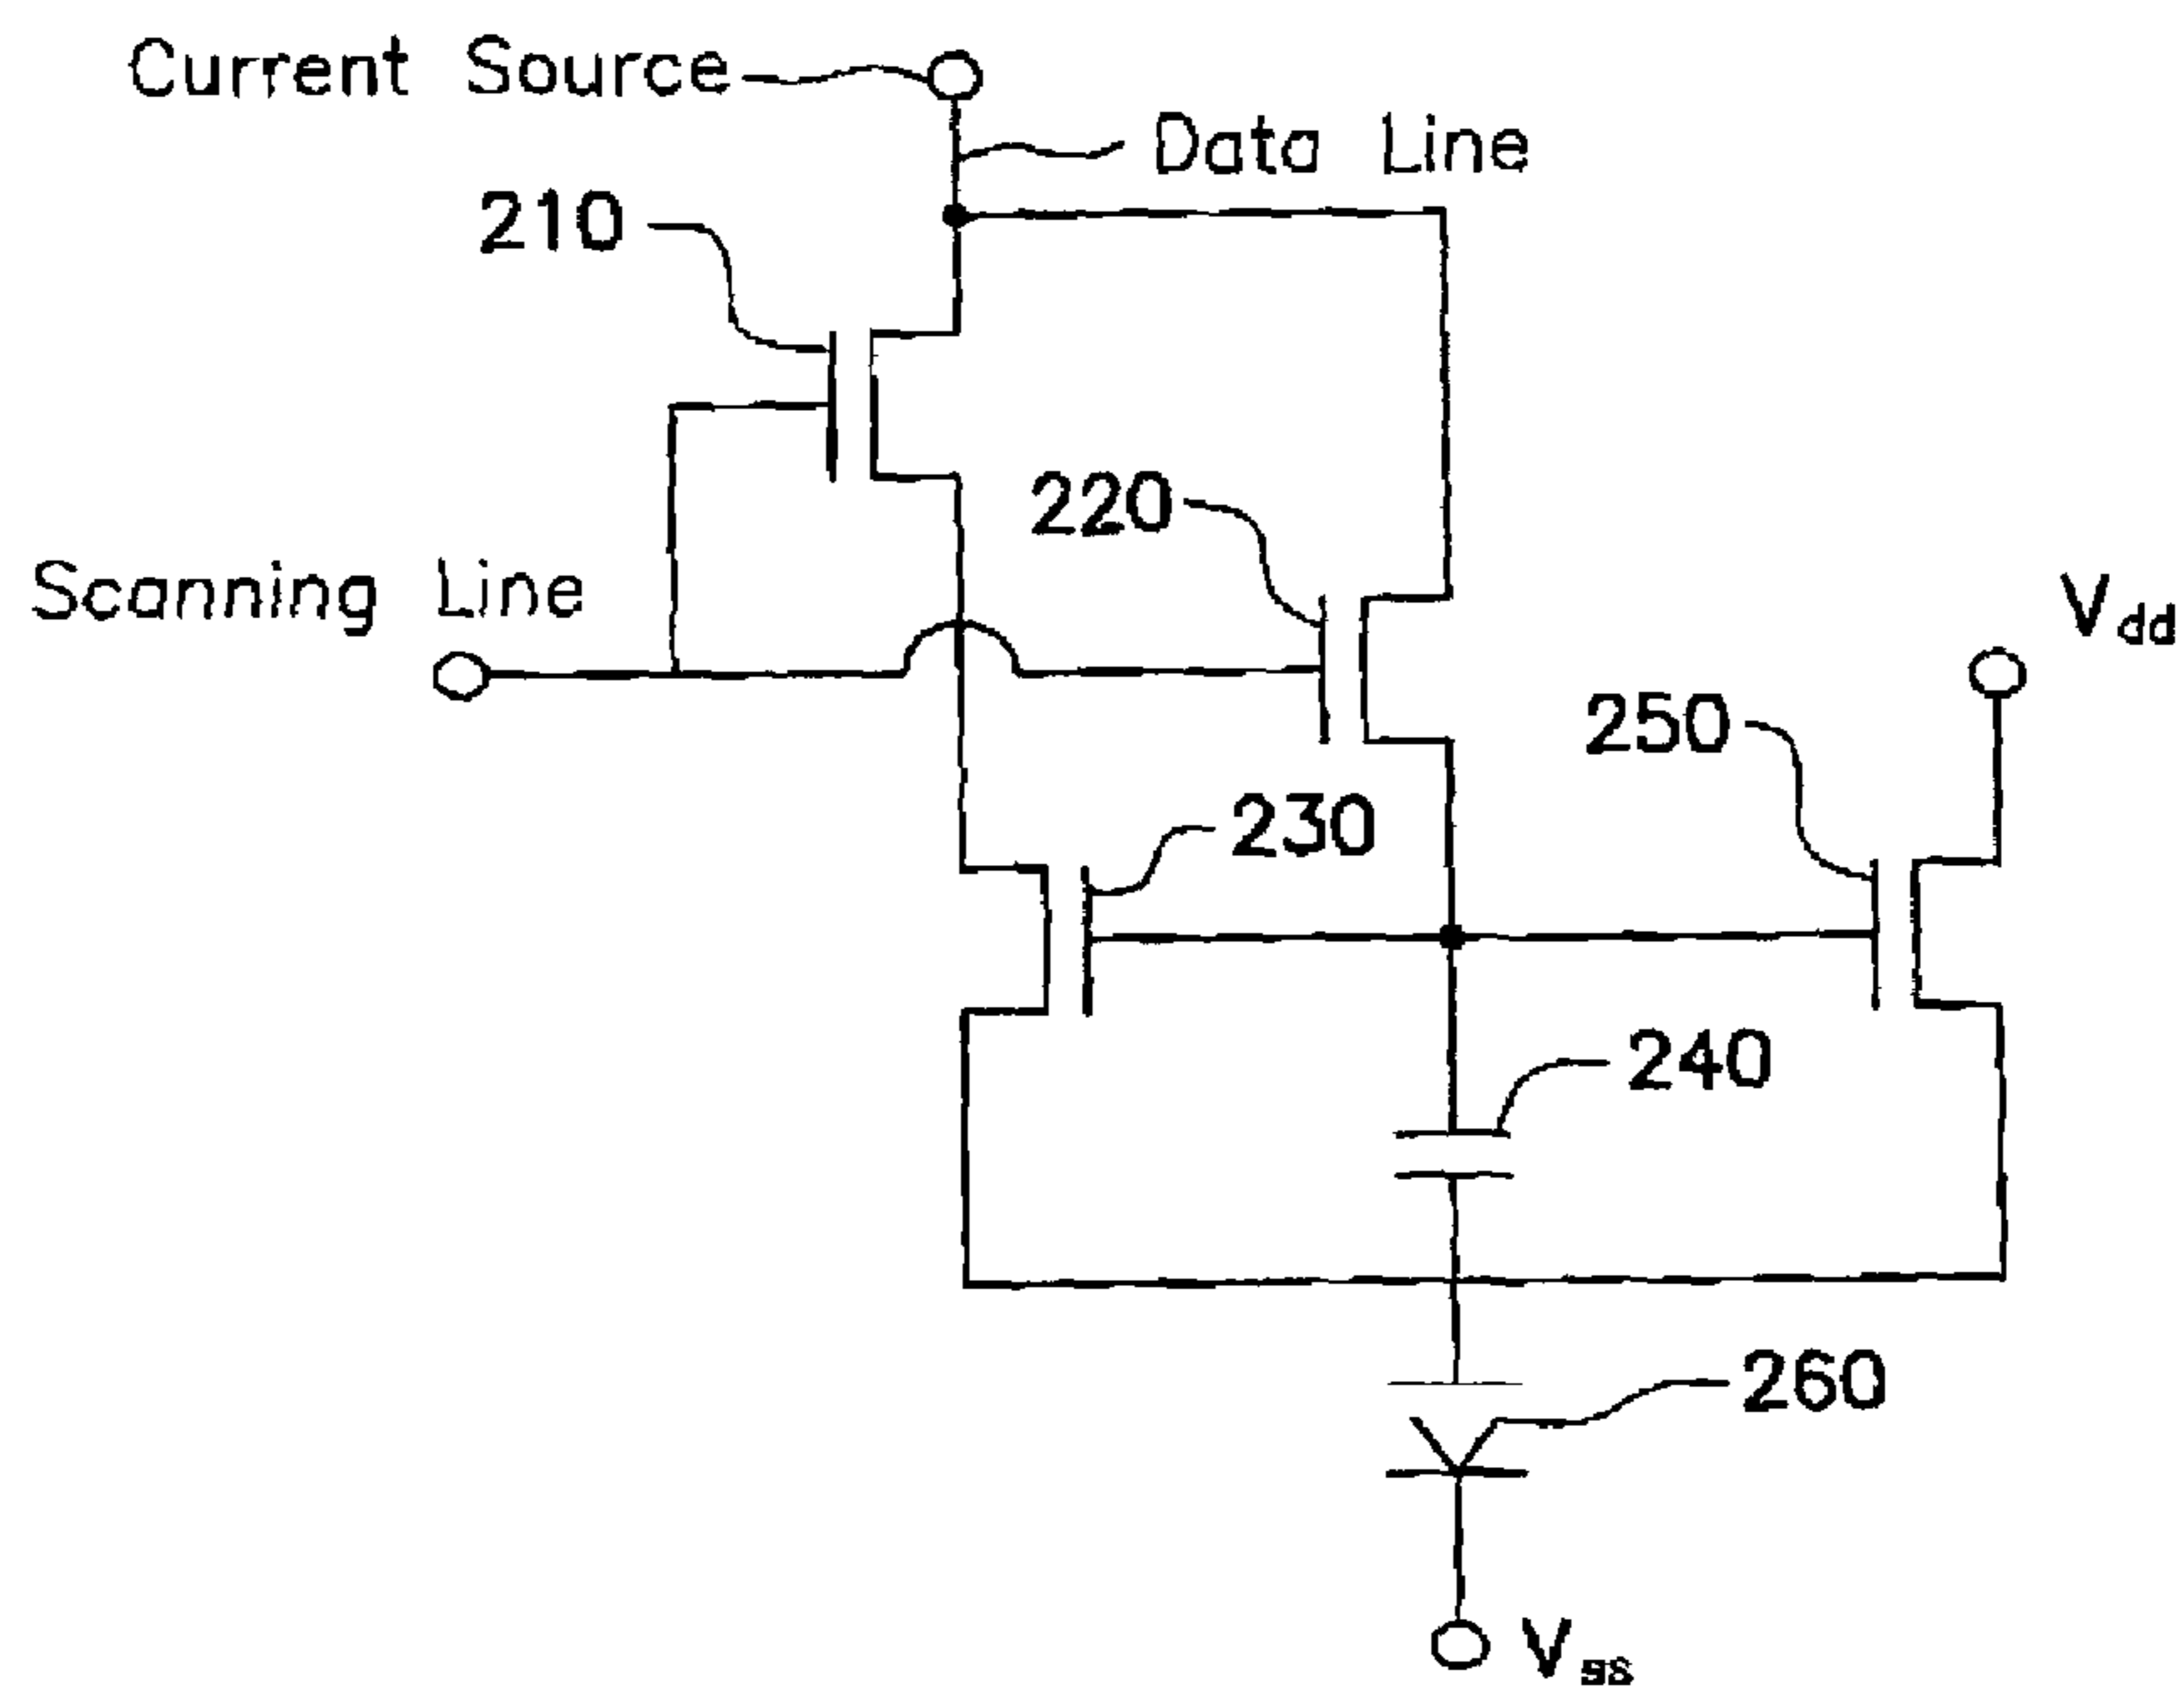 Current Source
Data Line
210
220
Scanning Line
Vdd
250
230
240
260
Vss